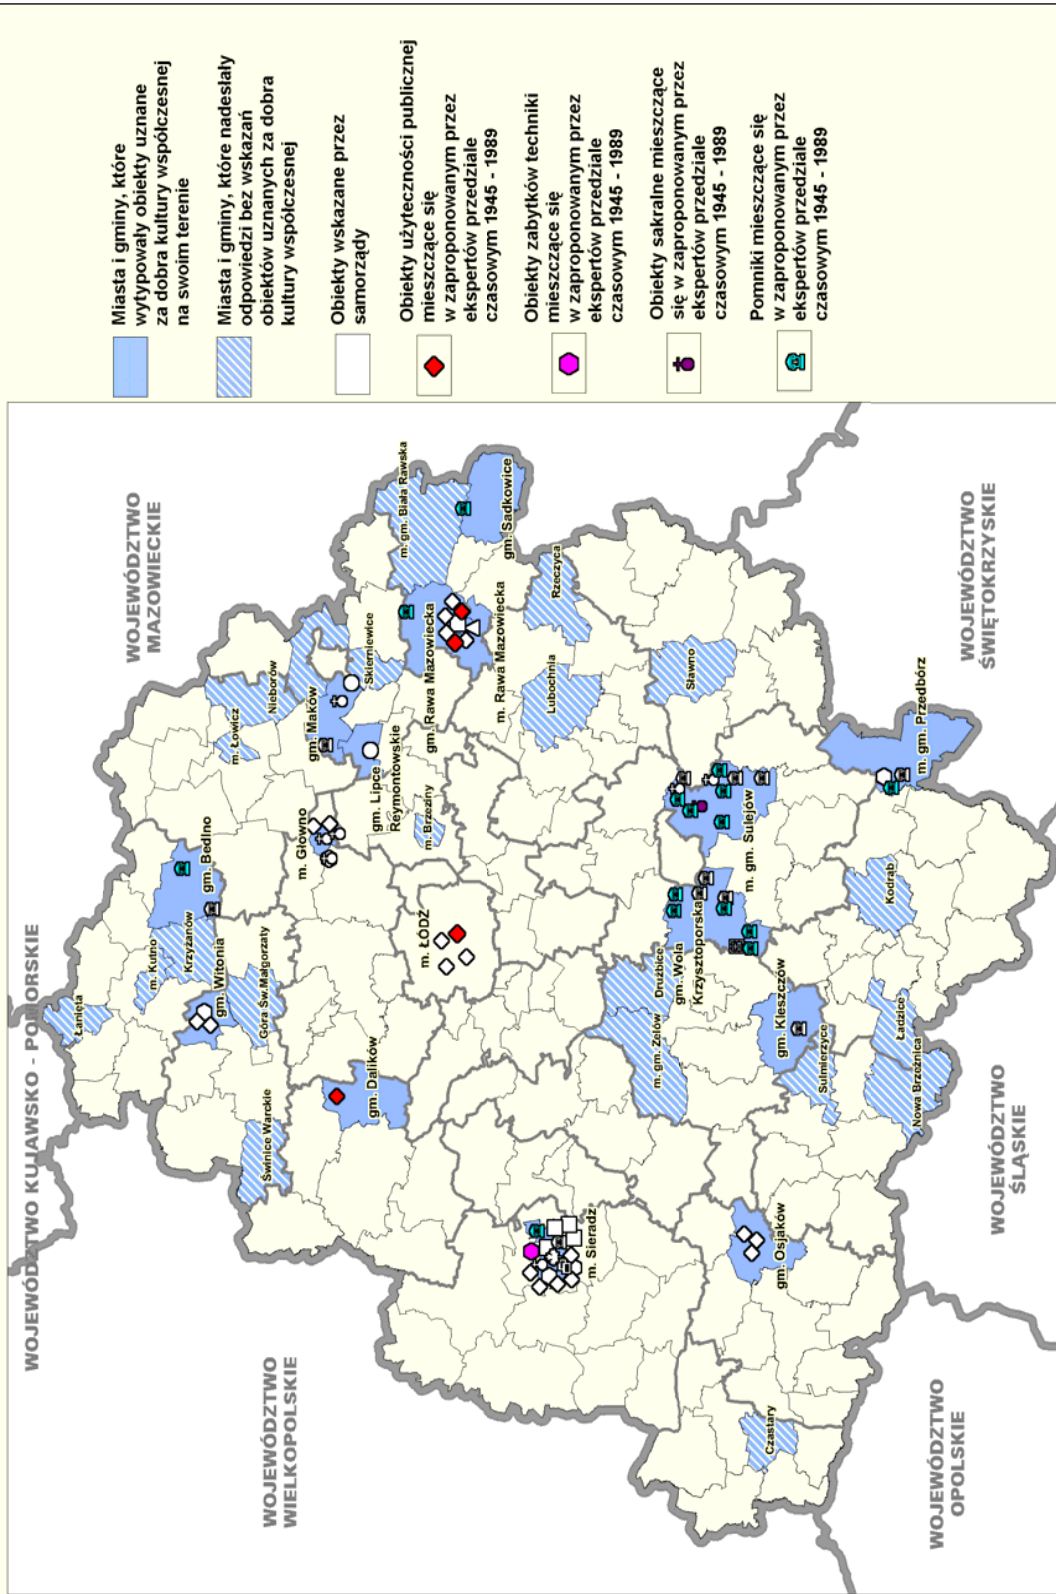 WOJEWÓDZTWO KUJAWSKO - POMORSKIE
WOJEWÓDZTWO
MAZOWIECKIE
WOJEWÓDZTWO
WIELKOPOLSKIE
WOJEWÓDZTWO
ŚWIĘTOKRZYSKIE
WOJEWÓDZTWO
ŚLĄSKIE
WOJEWÓDZTWO
OPOLSKIE
Łanięta
m. Kutno
Krzyżanów
gm. Bedlno
gm. Witonia
Góra Św.Małgorzaty
Świnice Warckie
gm. Dalików
m. Głowno
m. Łowicz
Nieborów
gm. Maków
Skierniewice
gm. Lipce
Reymontowskie
m. Brzeziny
m. ŁÓDŹ
gm. Rawa Mazowiecka
m. Rawa Mazowiecka
m. gm. Biała Rawska
gm. Sadkowice
Rzeczyca
Lubochnia
Sławno
m. Sieradz
m. gm. Zelów
Drużbice
gm. Wola
Krzysztoporska
m. gm. Sulejów
m. gm. Przedbórz
gm. Kleszczów
Sulmierzyce
Kodrąb
Ładzice
Nowa Brzeźnica
gm. Osjaków
Czastary
Miasta i gminy, które
wytypowały obiekty uznane
za dobra kultury współczesnej
na swoim terenie
Miasta i gminy, które nadesłały
odpowiedzi bez wskazań
obiektów uznanych za dobra
kultury współczesnej
Obiekty wskazane przez
samorządy
Obiekty użyteczności publicznej
mieszczące się
w zaproponowanym przez
ekspertów przedziale
czasowym 1945 - 1989
Obiekty zabytków techniki
mieszczące się
w zaproponowanym przez
ekspertów przedziale
czasowym 1945 - 1989
Obiekty sakralne mieszczące
się w zaproponowanym przez
ekspertów przedziale
czasowym 1945 - 1989
Pomniki mieszczące się
w zaproponowanym przez
ekspertów przedziale
czasowym 1945 - 1989